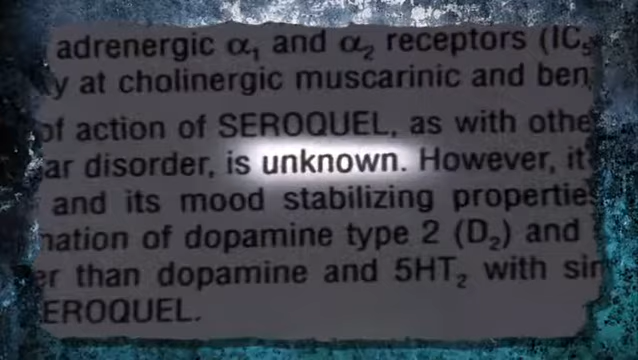 adrenergic α₁ and α₂ receptors (IC₅
y at cholinergic muscarinic and ben
of action of SEROQUEL, as with othe
ar disorder, is unknown. However, it
and its mood stabilizing propertie
nation of dopamine type 2 (D₂) and
er than dopamine and 5HT₂ with sin
EROQUEL.